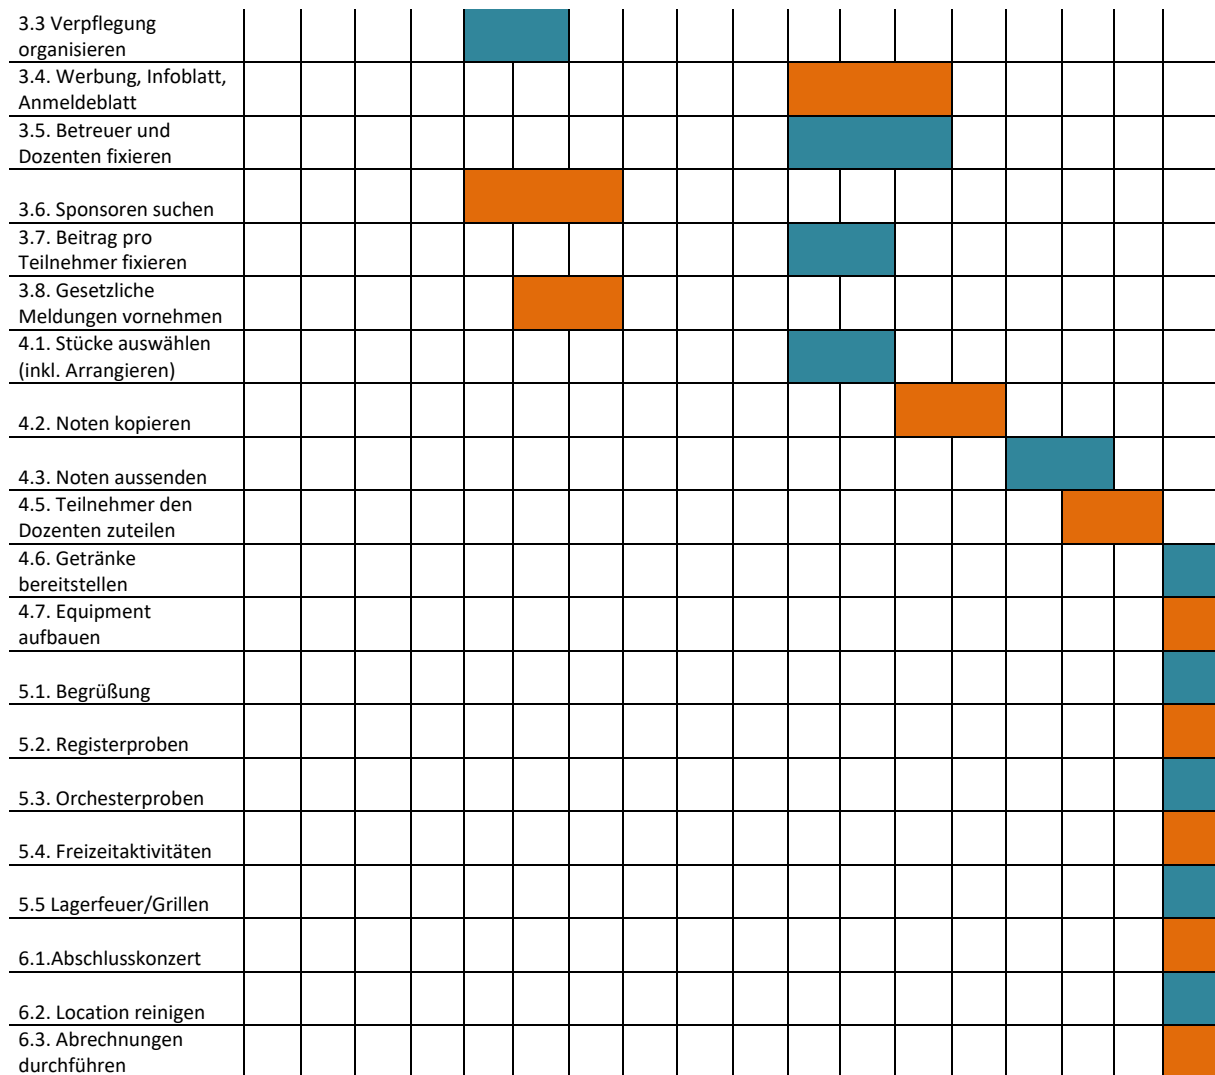 3.3 Verpflegung
organisieren
3.4. Werbung, Infoblatt,
Anmeldeblatt
3.5. Betreuer und
Dozenten fixieren
3.6. Sponsoren suchen
3.7. Beitrag pro
Teilnehmer fixieren
3.8. Gesetzliche
Meldungen vornehmen
4.1. Stücke auswählen
(inkl. Arrangieren)
4.2. Noten kopieren
4.3. Noten aussenden
4.5. Teilnehmer den
Dozenten zuteilen
4.6. Getränke
bereitstellen
4.7. Equipment
aufbauen
5.1. Begrüßung
5.2. Registerproben
5.3. Orchesterproben
5.4. Freizeitaktivitäten
5.5 Lagerfeuer/Grillen
6.1.Abschlusskonzert
6.2. Location reinigen
6.3. Abrechnungen
durchführen